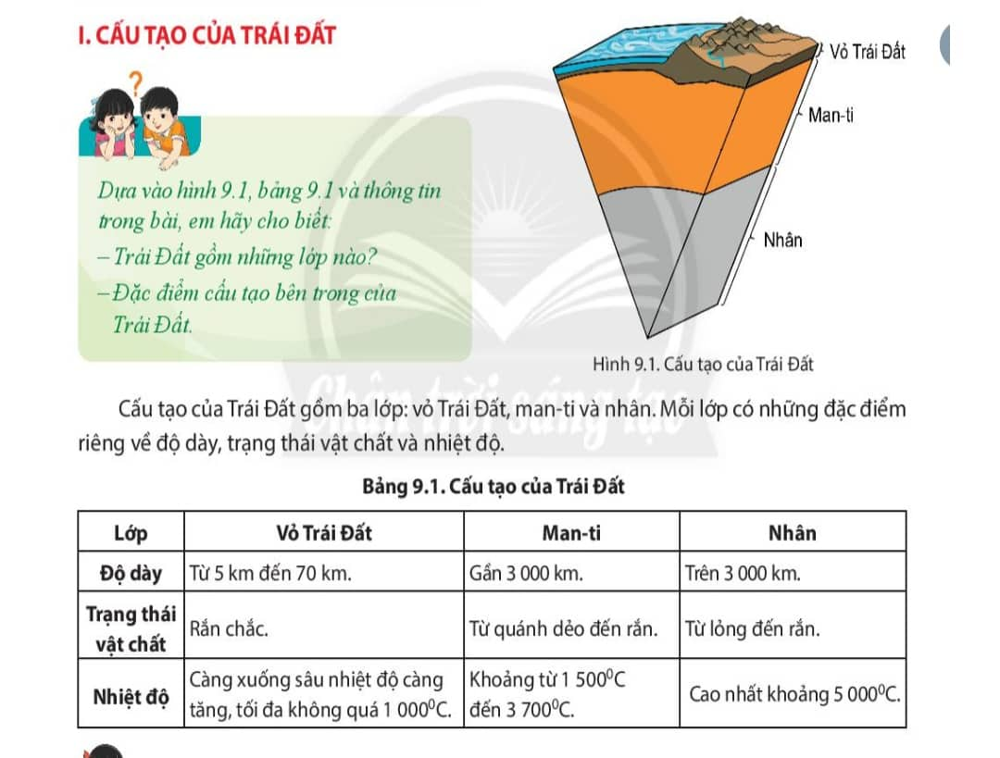 I. CẤU TẠO CỦA TRÁI ĐẤT
?
Dựa vào hình 9.1, bảng 9.1 và thông tin
trong bài, em hãy cho biết:
– Trái Đất gồm những lớp nào?
– Đặc điểm cấu tạo bên trong của
Trái Đất.
Vỏ Trái Đất
Man-ti
Nhân
Hình 9.1. Cấu tạo của Trái Đất
Chân trời sáng tạo
Cấu tạo của Trái Đất gồm ba lớp: vỏ Trái Đất, man-ti và nhân. Mỗi lớp có những đặc điểm
riêng về độ dày, trạng thái vật chất và nhiệt độ.
Bảng 9.1. Cấu tạo của Trái Đất
Lớp Vỏ Trái Đất Man-ti Nhân
Độ dày Từ 5 km đến 70 km. Gần 3 000 km. Trên 3 000 km.
Trạng thái
vật chất Rắn chắc. Từ quánh dẻo đến rắn. Từ lỏng đến rắn.
Nhiệt độ Càng xuống sâu nhiệt độ càng
tăng, tối đa không quá 1 000⁰C. Khoảng từ 1 500⁰C
đến 3 700⁰C. Cao nhất khoảng 5 000⁰C.